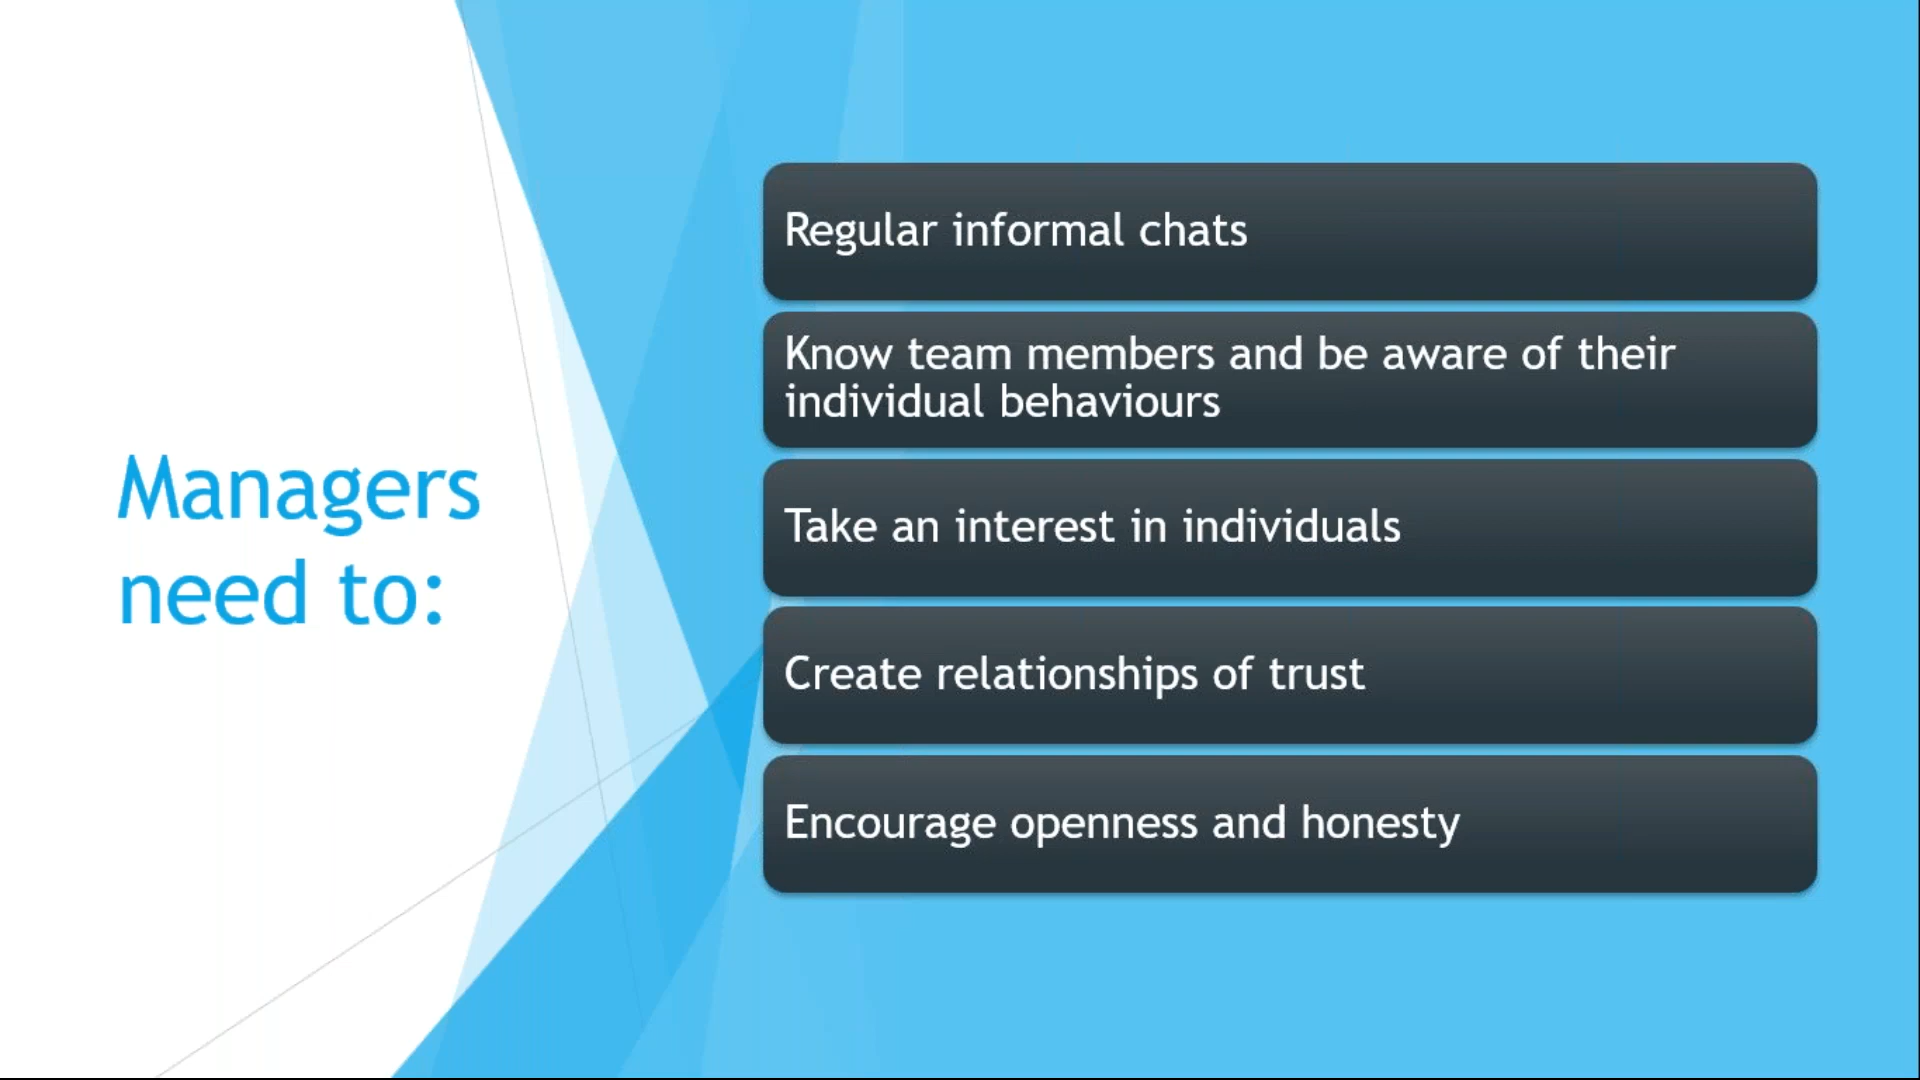 Managers
need to:
Regular informal chats
Know team members and be aware of their
individual behaviours
Take an interest in individuals
Create relationships of trust
Encourage openness and honesty